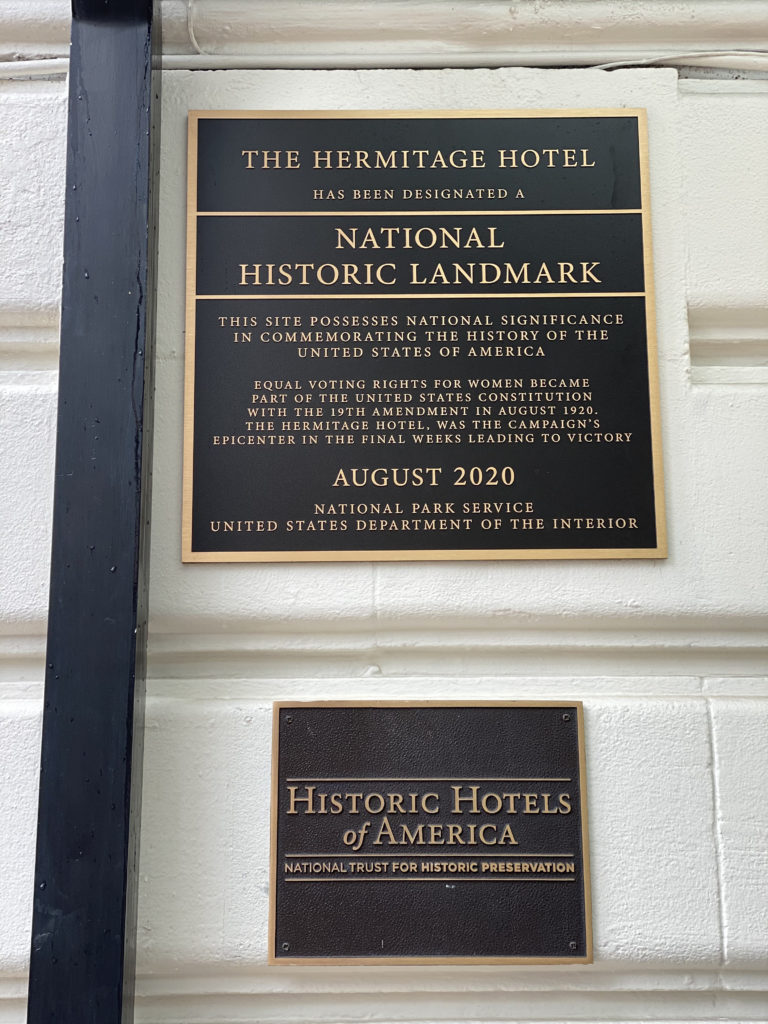 THE HERMITAGE HOTEL
HAS BEEN DESIGNATED A
NATIONAL
HISTORIC LANDMARK
THIS SITE POSSESSES NATIONAL SIGNIFICANCE
IN COMMEMORATING THE HISTORY OF THE
UNITED STATES OF AMERICA
EQUAL VOTING RIGHTS FOR WOMEN BECAME
PART OF THE UNITED STATES CONSTITUTION
WITH THE 19TH AMENDMENT IN AUGUST 1920.
THE HERMITAGE HOTEL, WAS THE CAMPAIGN'S
EPICENTER IN THE FINAL WEEKS LEADING TO VICTORY
AUGUST 2020
NATIONAL PARK SERVICE
UNITED STATES DEPARTMENT OF THE INTERIOR
HISTORIC HOTELS
of AMERICA
NATIONAL TRUST FOR HISTORIC PRESERVATION